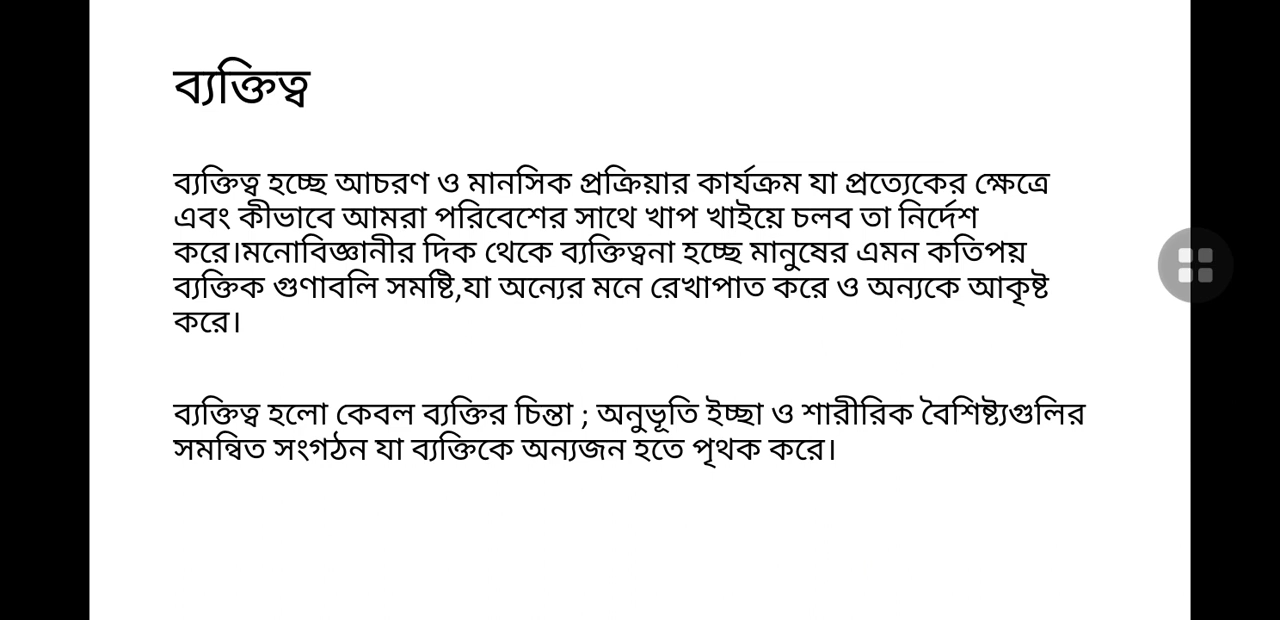 ব্যক্তিত্ব
ব্যক্তিত্ব হচ্ছে আচরণ ও মানসিক প্রক্রিয়ার কার্যক্রম যা প্রত্যেকের ক্ষেত্রে
এবং কীভাবে আমরা পরিবেশের সাথে খাপ খাইয়ে চলব তা নির্দেশ
করে।মনোবিজ্ঞানীর দিক থেকে ব্যক্তিত্বনা হচ্ছে মানুষের এমন কতিপয়
ব্যক্তিক গুণাবলি সমষ্টি,যা অন্যের মনে রেখাপাত করে ও অন্যকে আকৃষ্ট
করে।
ব্যক্তিত্ব হলো কেবল ব্যক্তির চিন্তা ; অনুভূতি ইচ্ছা ও শারীরিক বৈশিষ্ট্যগুলির
সমন্বিত সংগঠন যা ব্যক্তিকে অন্যজন হতে পৃথক করে।